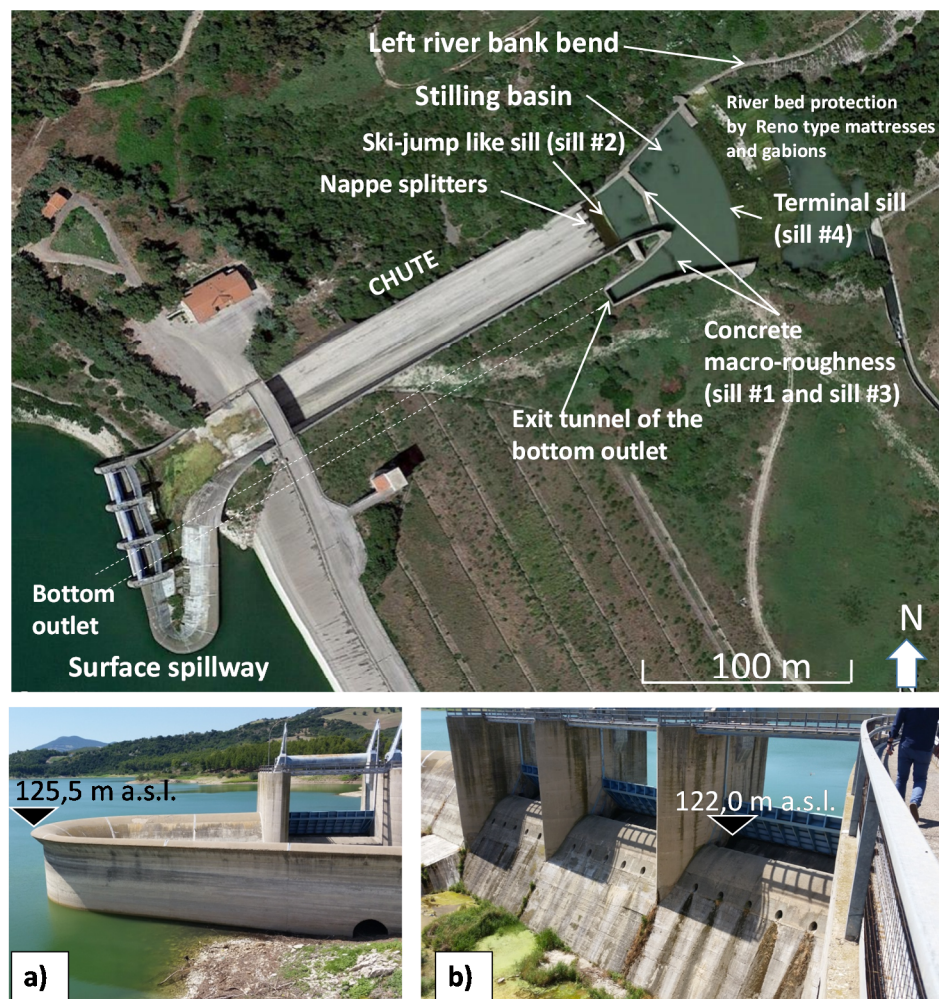 Left river bank bend
Stilling basin
River bed protection
by Reno type mattresses
and gabions
Ski-jump like sill (sill #2)
Nappe splitters
Terminal sill
(sill #4)
CHUTE
Concrete
macro-roughness
(sill #1 and sill #3)
Exit tunnel of the
bottom outlet
Bottom
outlet
Surface spillway
100 m
N
125,5 m a.s.l.
122,0 m a.s.l.
a)
b)